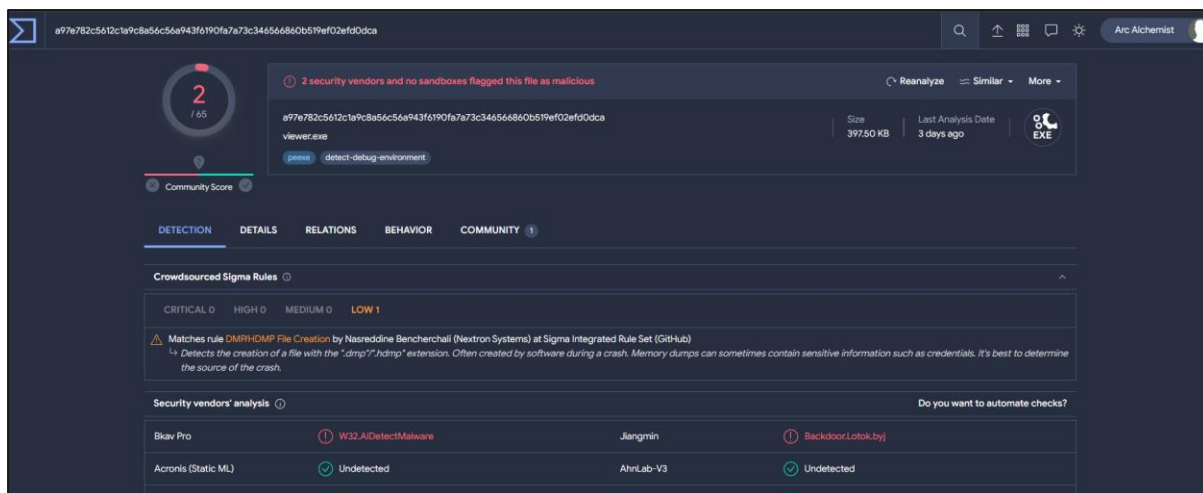 a97e782c5612c1a9c8a56c56a943f6190fa7a73c346566860b519ef02efd0dca
Arc Alchemist
2
/ 65
Community Score
2 security vendors and no sandboxes flagged this file as malicious
Reanalyze
Similar
More
a97e782c5612c1a9c8a56c56a943f6190fa7a73c346566860b519ef02efd0dca
viewer.exe
peexe
detect-debug-environment
Size
397.50 KB
Last Analysis Date
3 days ago
EXE
DETECTION
DETAILS
RELATIONS
BEHAVIOR
COMMUNITY 1
Crowdsourced Sigma Rules
CRITICAL 0
HIGH 0
MEDIUM 0
LOW 1
Matches rule DMP/HDMP File Creation by Nasreddine Bencherchali (Nextron Systems) at Sigma Integrated Rule Set (GitHub)
Detects the creation of a file with the ".dmp"/".hdmp" extension. Often created by software during a crash. Memory dumps can sometimes contain sensitive information such as credentials. It's best to determine
the source of the crash.
Security vendors' analysis
Do you want to automate checks?
Bkav Pro
W32.AIDetectMalware
Jiangmin
Backdoor.Lotok.byj
Acronis (Static ML)
Undetected
AhnLab-V3
Undetected